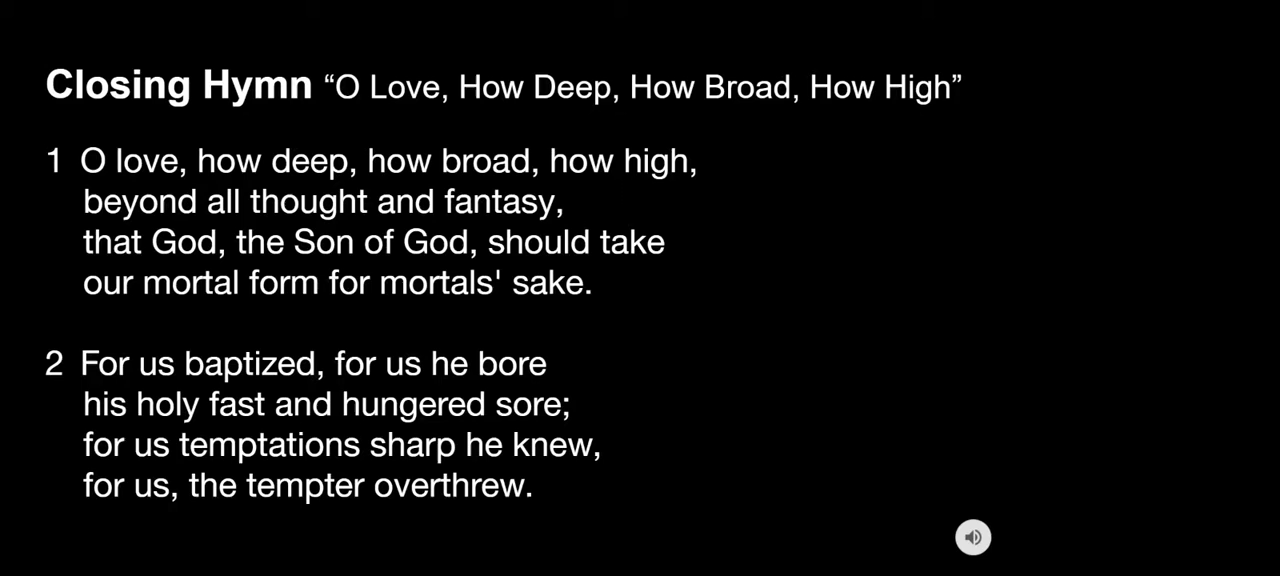 Closing Hymn “O Love, How Deep, How Broad, How High”
1 O love, how deep, how broad, how high,
beyond all thought and fantasy,
that God, the Son of God, should take
our mortal form for mortals' sake.
2 For us baptized, for us he bore
his holy fast and hungered sore;
for us temptations sharp he knew,
for us, the tempter overthrew.